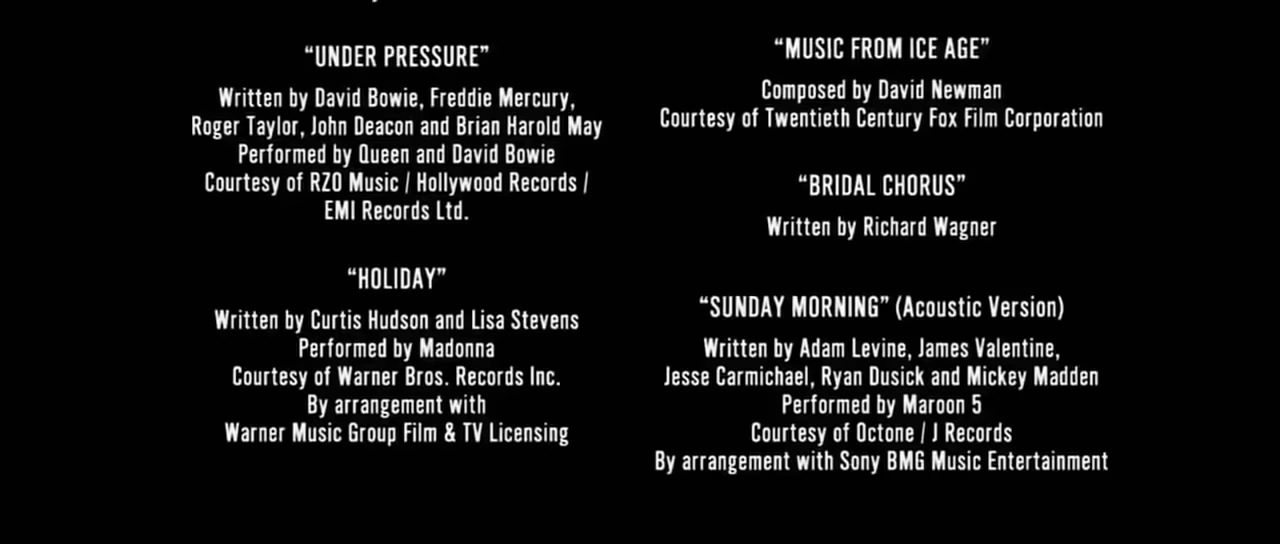 “UNDER PRESSURE”
Written by David Bowie, Freddie Mercury,
Roger Taylor, John Deacon and Brian Harold May
Performed by Queen and David Bowie
Courtesy of RZO Music / Hollywood Records /
EMI Records Ltd.
“HOLIDAY”
Written by Curtis Hudson and Lisa Stevens
Performed by Madonna
Courtesy of Warner Bros. Records Inc.
By arrangement with
Warner Music Group Film & TV Licensing
“MUSIC FROM ICE AGE”
Composed by David Newman
Courtesy of Twentieth Century Fox Film Corporation
“BRIDAL CHORUS”
Written by Richard Wagner
“SUNDAY MORNING” (Acoustic Version)
Written by Adam Levine, James Valentine,
Jesse Carmichael, Ryan Dusick and Mickey Madden
Performed by Maroon 5
Courtesy of Octone / J Records
By arrangement with Sony BMG Music Entertainment